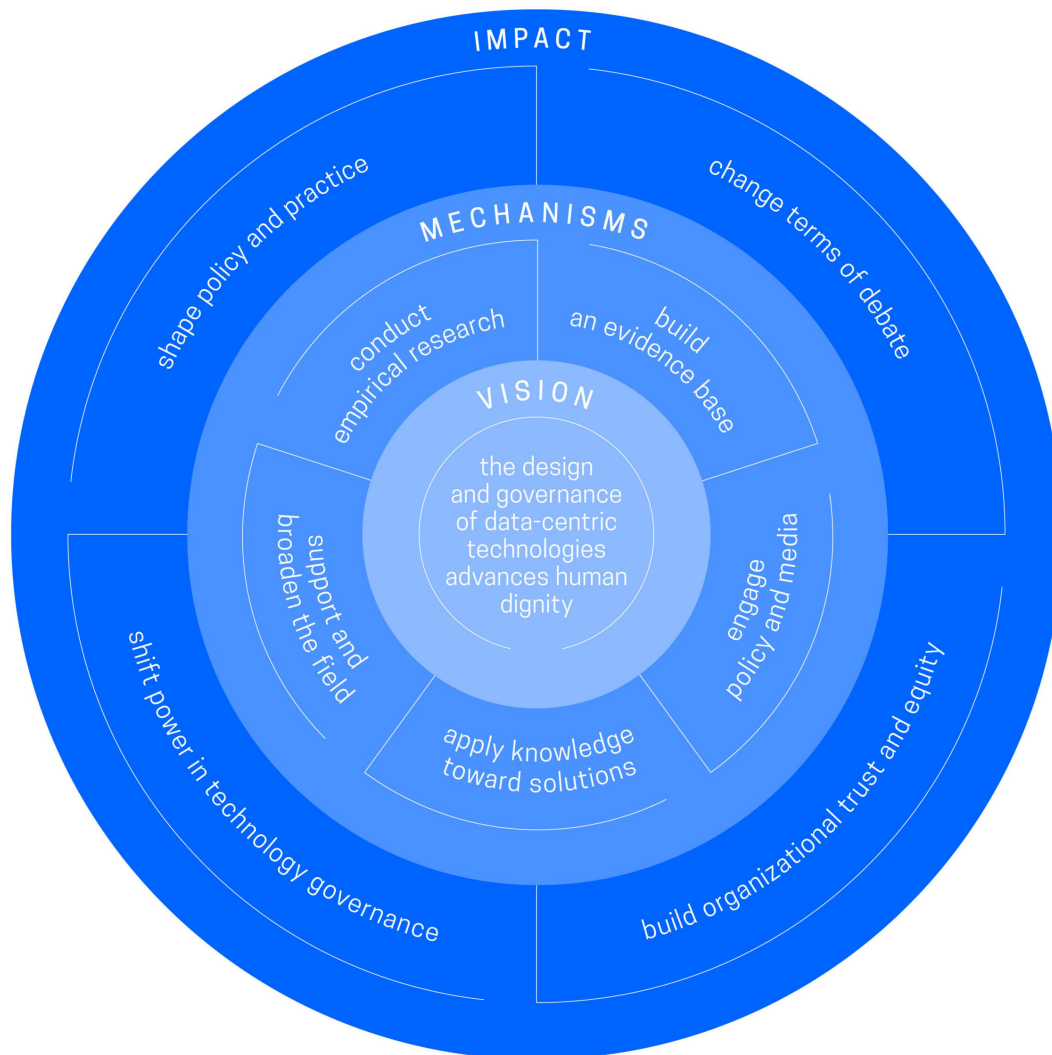 IMPACT
shape policy and practice
change terms of debate
build organizational trust and equity
shift power in technology governance
MECHANISMS
conduct
empirical research
build
an evidence base
engage
policy and media
apply knowledge
toward solutions
support and
broaden the field
VISION
the design
and governance
of data-centric
technologies
advances human
dignity